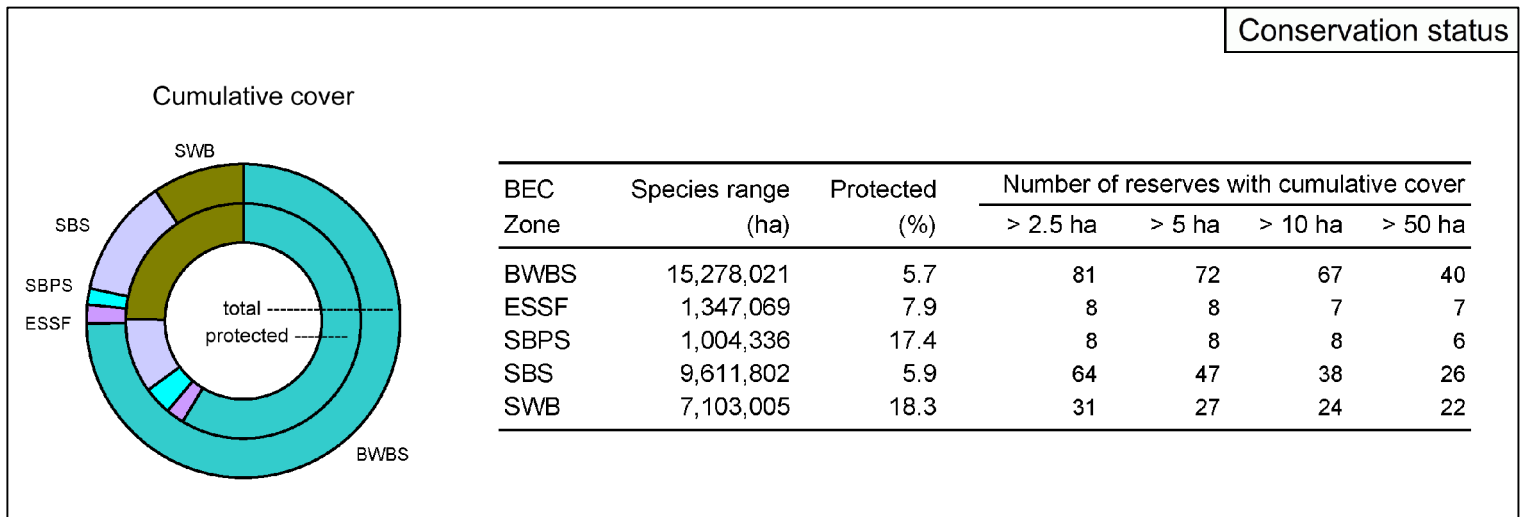 Conservation status
Cumulative cover
SWB
SBS
SBPS
ESSF
BWBS
total
protected
BEC Zone Species range (ha) Protected (%) Number of reserves with cumulative cover
> 2.5 ha > 5 ha > 10 ha > 50 ha
BWBS 15,278,021 5.7 81 72 67 40
ESSF 1,347,069 7.9 8 8 7 7
SBPS 1,004,336 17.4 8 8 8 6
SBS 9,611,802 5.9 64 47 38 26
SWB 7,103,005 18.3 31 27 24 22